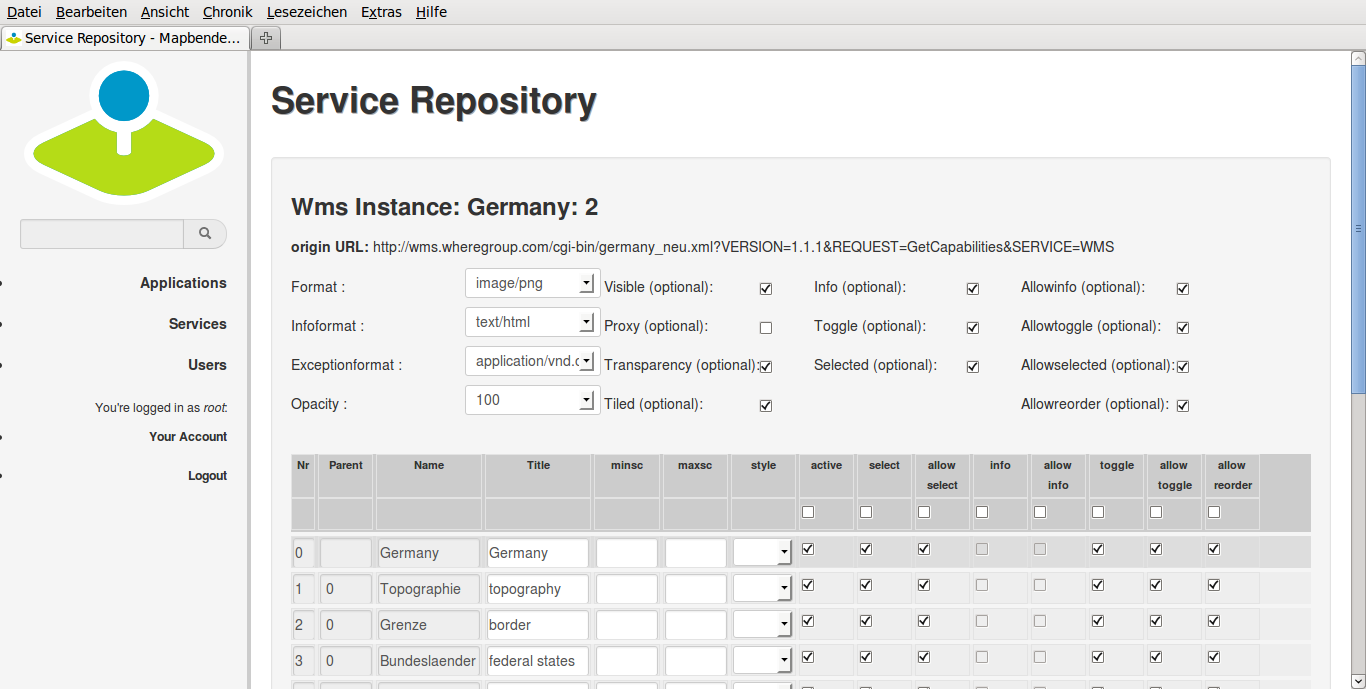 Datei Bearbeiten Ansicht Chronik Lesezeichen Extras Hilfe
Service Repository - Mapbende...
Service Repository
Applications
Services
Users
You're logged in as root:
Your Account
Logout
Wms Instance: Germany: 2
origin URL: http://wms.wheregroup.com/cgi-bin/germany_neu.xml?VERSION=1.1.1&REQUEST=GetCapabilities&SERVICE=WMS
Format : image/png Visible (optional): Info (optional): Allowinfo (optional):
Infoformat : text/html Proxy (optional): Toggle (optional): Allowtoggle (optional):
Exceptionformat : application/vnd.c Transparency (optional): Selected (optional): Allowselected (optional):
Opacity : 100 Tiled (optional): Allowreorder (optional):
Nr Parent Name Title minsc maxsc style active select allow select info allow info toggle allow toggle allow reorder
0 Germany Germany
1 0 Topographie topography
2 0 Grenze border
3 0 Bundeslaender federal states